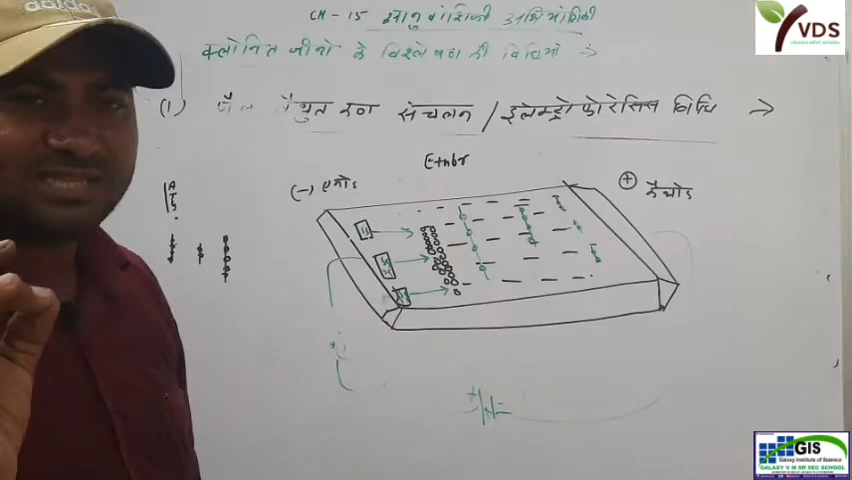 CH - 15 आनुवांशिकी अभियांत्रिकी
क्लोनित जीनो के विश्लेषण की विधियाँ →
(1) जैल वैद्युत कण संचलन / इलेक्ट्रोफोरेसिस विधि →
EtnBr
(-) एनोड
+ कैथोड
A
T
S
adidas
VDS
GIS
Galaxy Institute of Science
GALAXY V M SR SEC SCHOOL